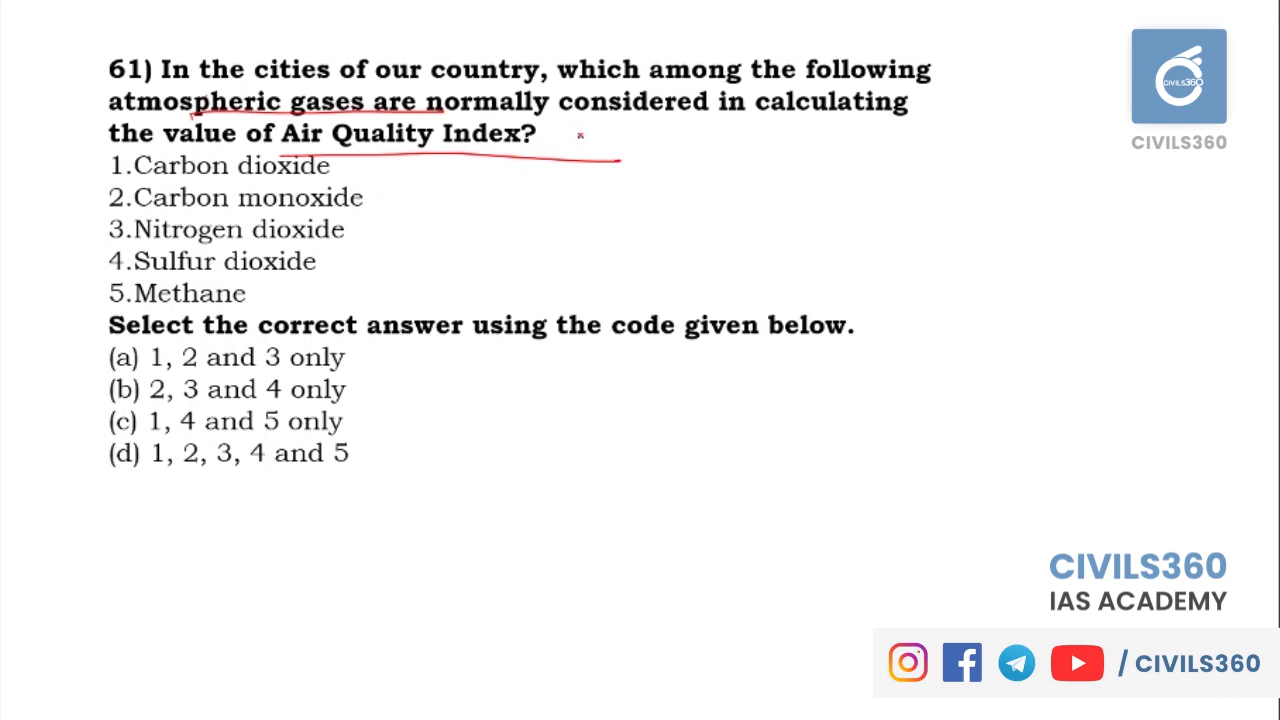 61) In the cities of our country, which among the following
atmospheric gases are normally considered in calculating
the value of Air Quality Index?
1.Carbon dioxide
2.Carbon monoxide
3.Nitrogen dioxide
4.Sulfur dioxide
5.Methane
Select the correct answer using the code given below.
(a) 1, 2 and 3 only
(b) 2, 3 and 4 only
(c) 1, 4 and 5 only
(d) 1, 2, 3, 4 and 5
CIVILS360
CIVILS360
CIVILS360
IAS ACADEMY
/ CIVILS360